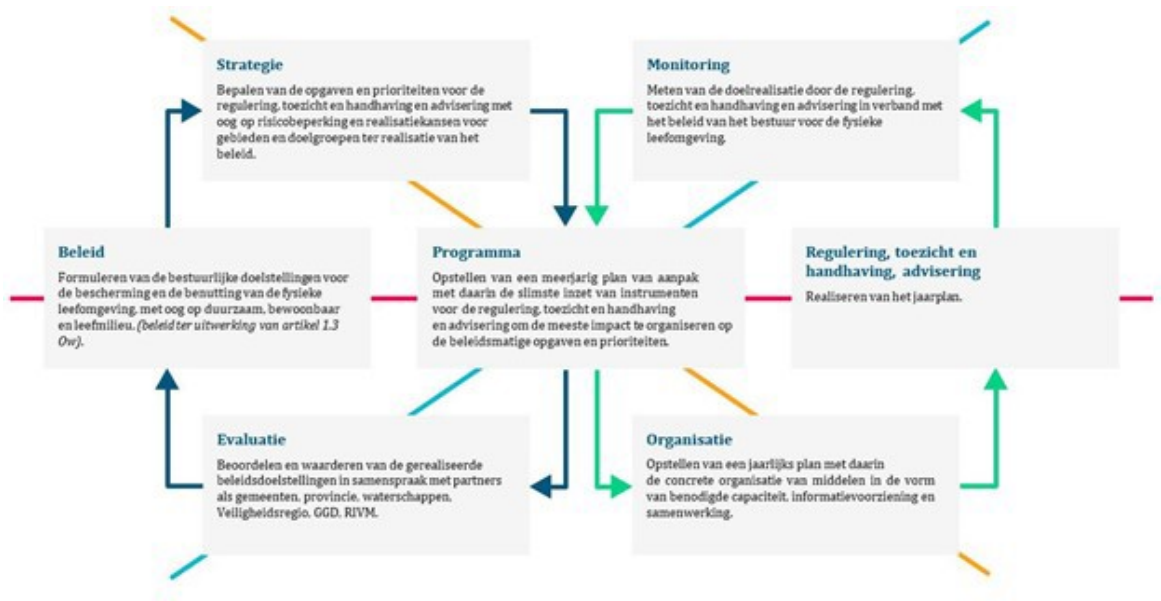 Strategie
Bepalen van de opgaven en prioriteiten voor de
regulering, toezicht en handhaving en advisering met
oog op risicobeperking en realisatiekansen voor
gebieden en doelgroepen ter realisatie van het
beleid.
Monitoring
Meten van de doelrealisatie door de regulering,
toezicht en handhaving en advisering in verband met
het beleid van het bestuur voor de fysieke
leefomgeving.
Beleid
Formuleren van de bestuurlijke doelstellingen voor
de bescherming en de benutting van de fysieke
leefomgeving, met oog op duurzaam, bewoonbaar
en leefmilieu. (beleid ter uitwerking van artikel 1.3
Ow).
Programma
Opstellen van een meerjarig plan van aanpak
met daarin de slimste inzet van instrumenten
voor de regulering, toezicht en handhaving
en advisering om de meeste impact te organiseren op
de beleidsmatige opgaven en prioriteiten.
Regulering, toezicht en
handhaving, advisering
Realiseren van het jaarplan.
Evaluatie
Beoordelen en waarderen van de gerealiseerde
beleidsdoelstellingen in samenspraak met partners
als gemeenten, provincie, waterschappen,
Veiligheidsregio, GGD, RIVM.
Organisatie
Opstellen van een jaarlijks plan met daarin
de concrete organisatie van middelen in de vorm
van benodigde capaciteit, informatievoorziening en
samenwerking.